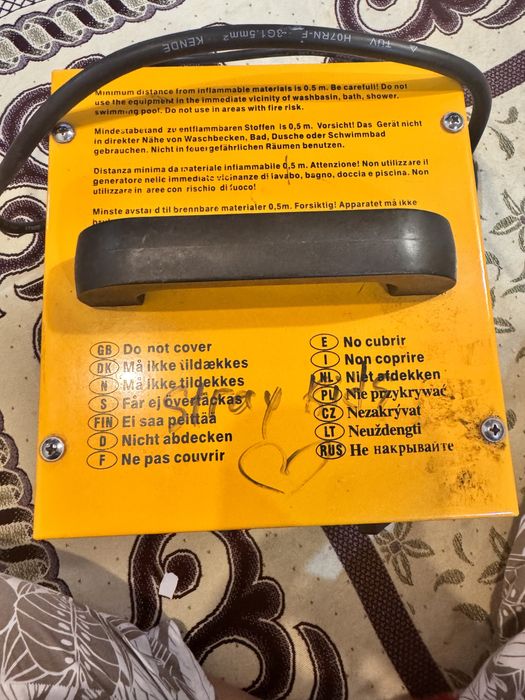 KENDE H07RN-F 3G1.5mm² TUV
Minimum distance from inflammable materials is 0.5 m. Be carefull! Do not
use the equipment in the immediate vicinity of washbasin, bath, shower,
swimming pool. Do not use in areas with fire risk.
Mindestabstand zu entflammbaren Stoffen is 0,5 m. Vorsicht! Das Gerät nicht
in direkter Nähe von Waschbecken, Bad, Dusche oder Schwimmbad
gebrauchen. Nicht in feuergefährlichen Räumen benutzen.
Distanza minima da materiale inflammabile 0,5 m. Attenzione! Non utilizzare il
generatore nelle immediate vicinanze di lavabo, bagno, doccia e piscina. Non
utilizzare in aree con rischio di fuoco!
Minste avstand til brennbare materialer 0,5m. Forsiktig! Apparatet må ikke
GB Do not cover
DK Må ikke tildækkes
N Må ikke tildekkes
S Får ej övertäckas
FIN Ei saa peittää
D Nicht abdecken
F Ne pas couvrir
E No cubrir
I Non coprire
NL Niet afdekken
PL Nie przykrywać
CZ Nezakrývat
LT Neuždengti
RUS Не накрывайте
Stray kids